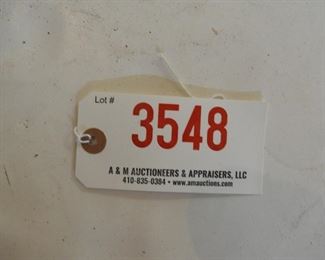 Lot #
3548
A & M AUCTIONEERS & APPRAISERS, LLC
410-835-0384 • www.amauctions.com